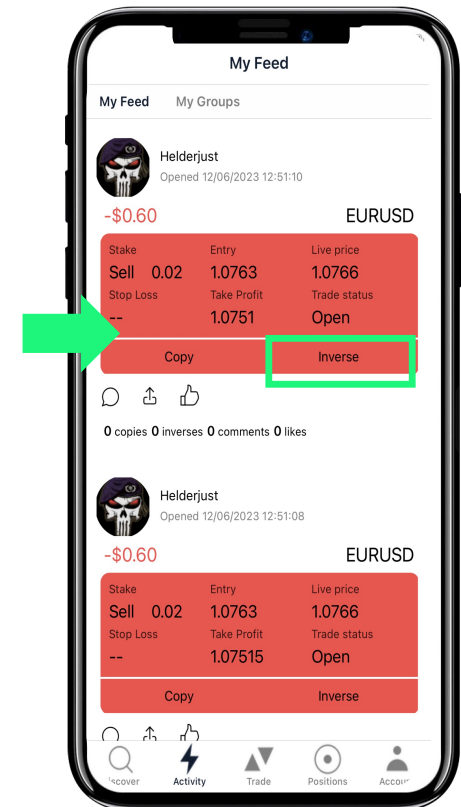 My Feed
My Feed My Groups
Helderjust
Opened 12/06/2023 12:51:10
-$0.60 EURUSD
Stake Entry Live price
Sell 0.02 1.0763 1.0766
Stop Loss Take Profit Trade status
-- 1.0751 Open
Copy Inverse
0 copies 0 inverses 0 comments 0 likes
Helderjust
Opened 12/06/2023 12:51:08
-$0.60 EURUSD
Stake Entry Live price
Sell 0.02 1.0763 1.0766
Stop Loss Take Profit Trade status
-- 1.07515 Open
Copy Inverse
iscover Activity Trade Positions Accou